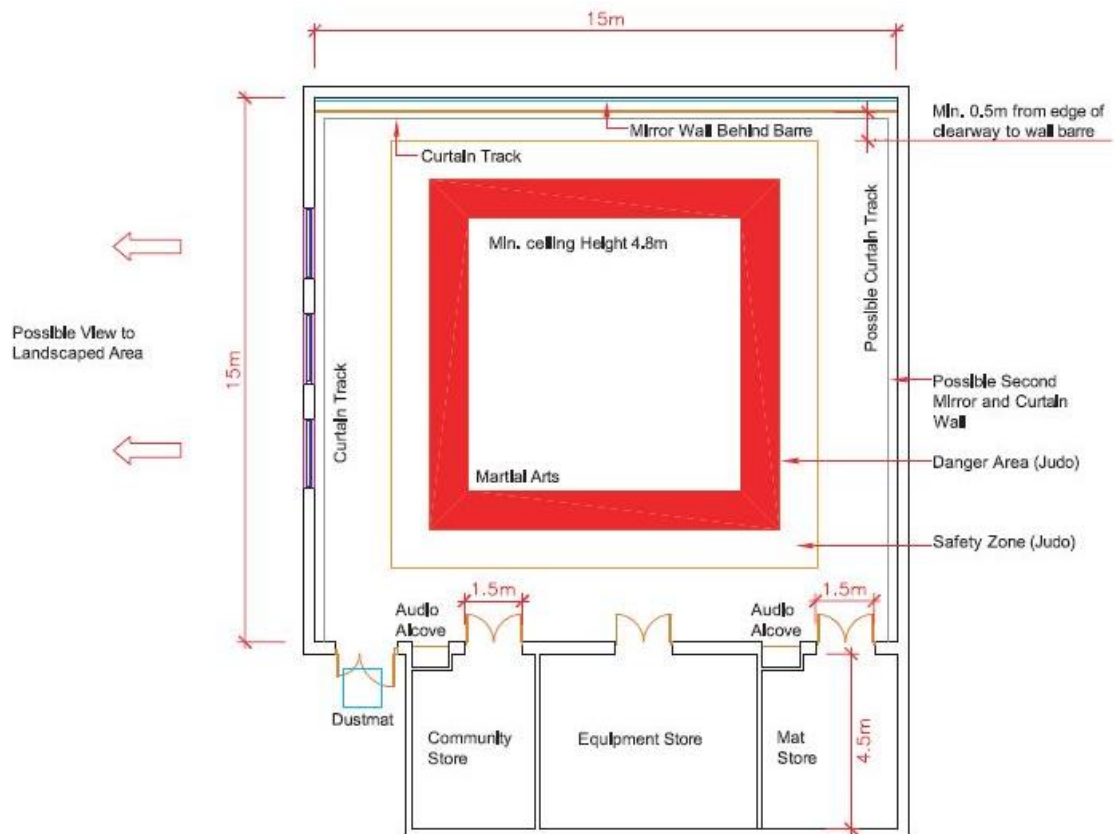 15m
Min. 0.5m from edge of
clearway to wall barre
Mirror Wall Behind Barre
Curtain Track
Min. ceiling Height 4.8m
Possible Curtain Track
Possible View to
Landscaped Area
15m
Curtain Track
Possible Second
Mirror and Curtain
Wall
Danger Area (Judo)
Martial Arts
Safety Zone (Judo)
1.5m
1.5m
Audio
Alcove
Audio
Alcove
Dustmat
Community
Store
Equipment Store
Mat
Store
4.5m